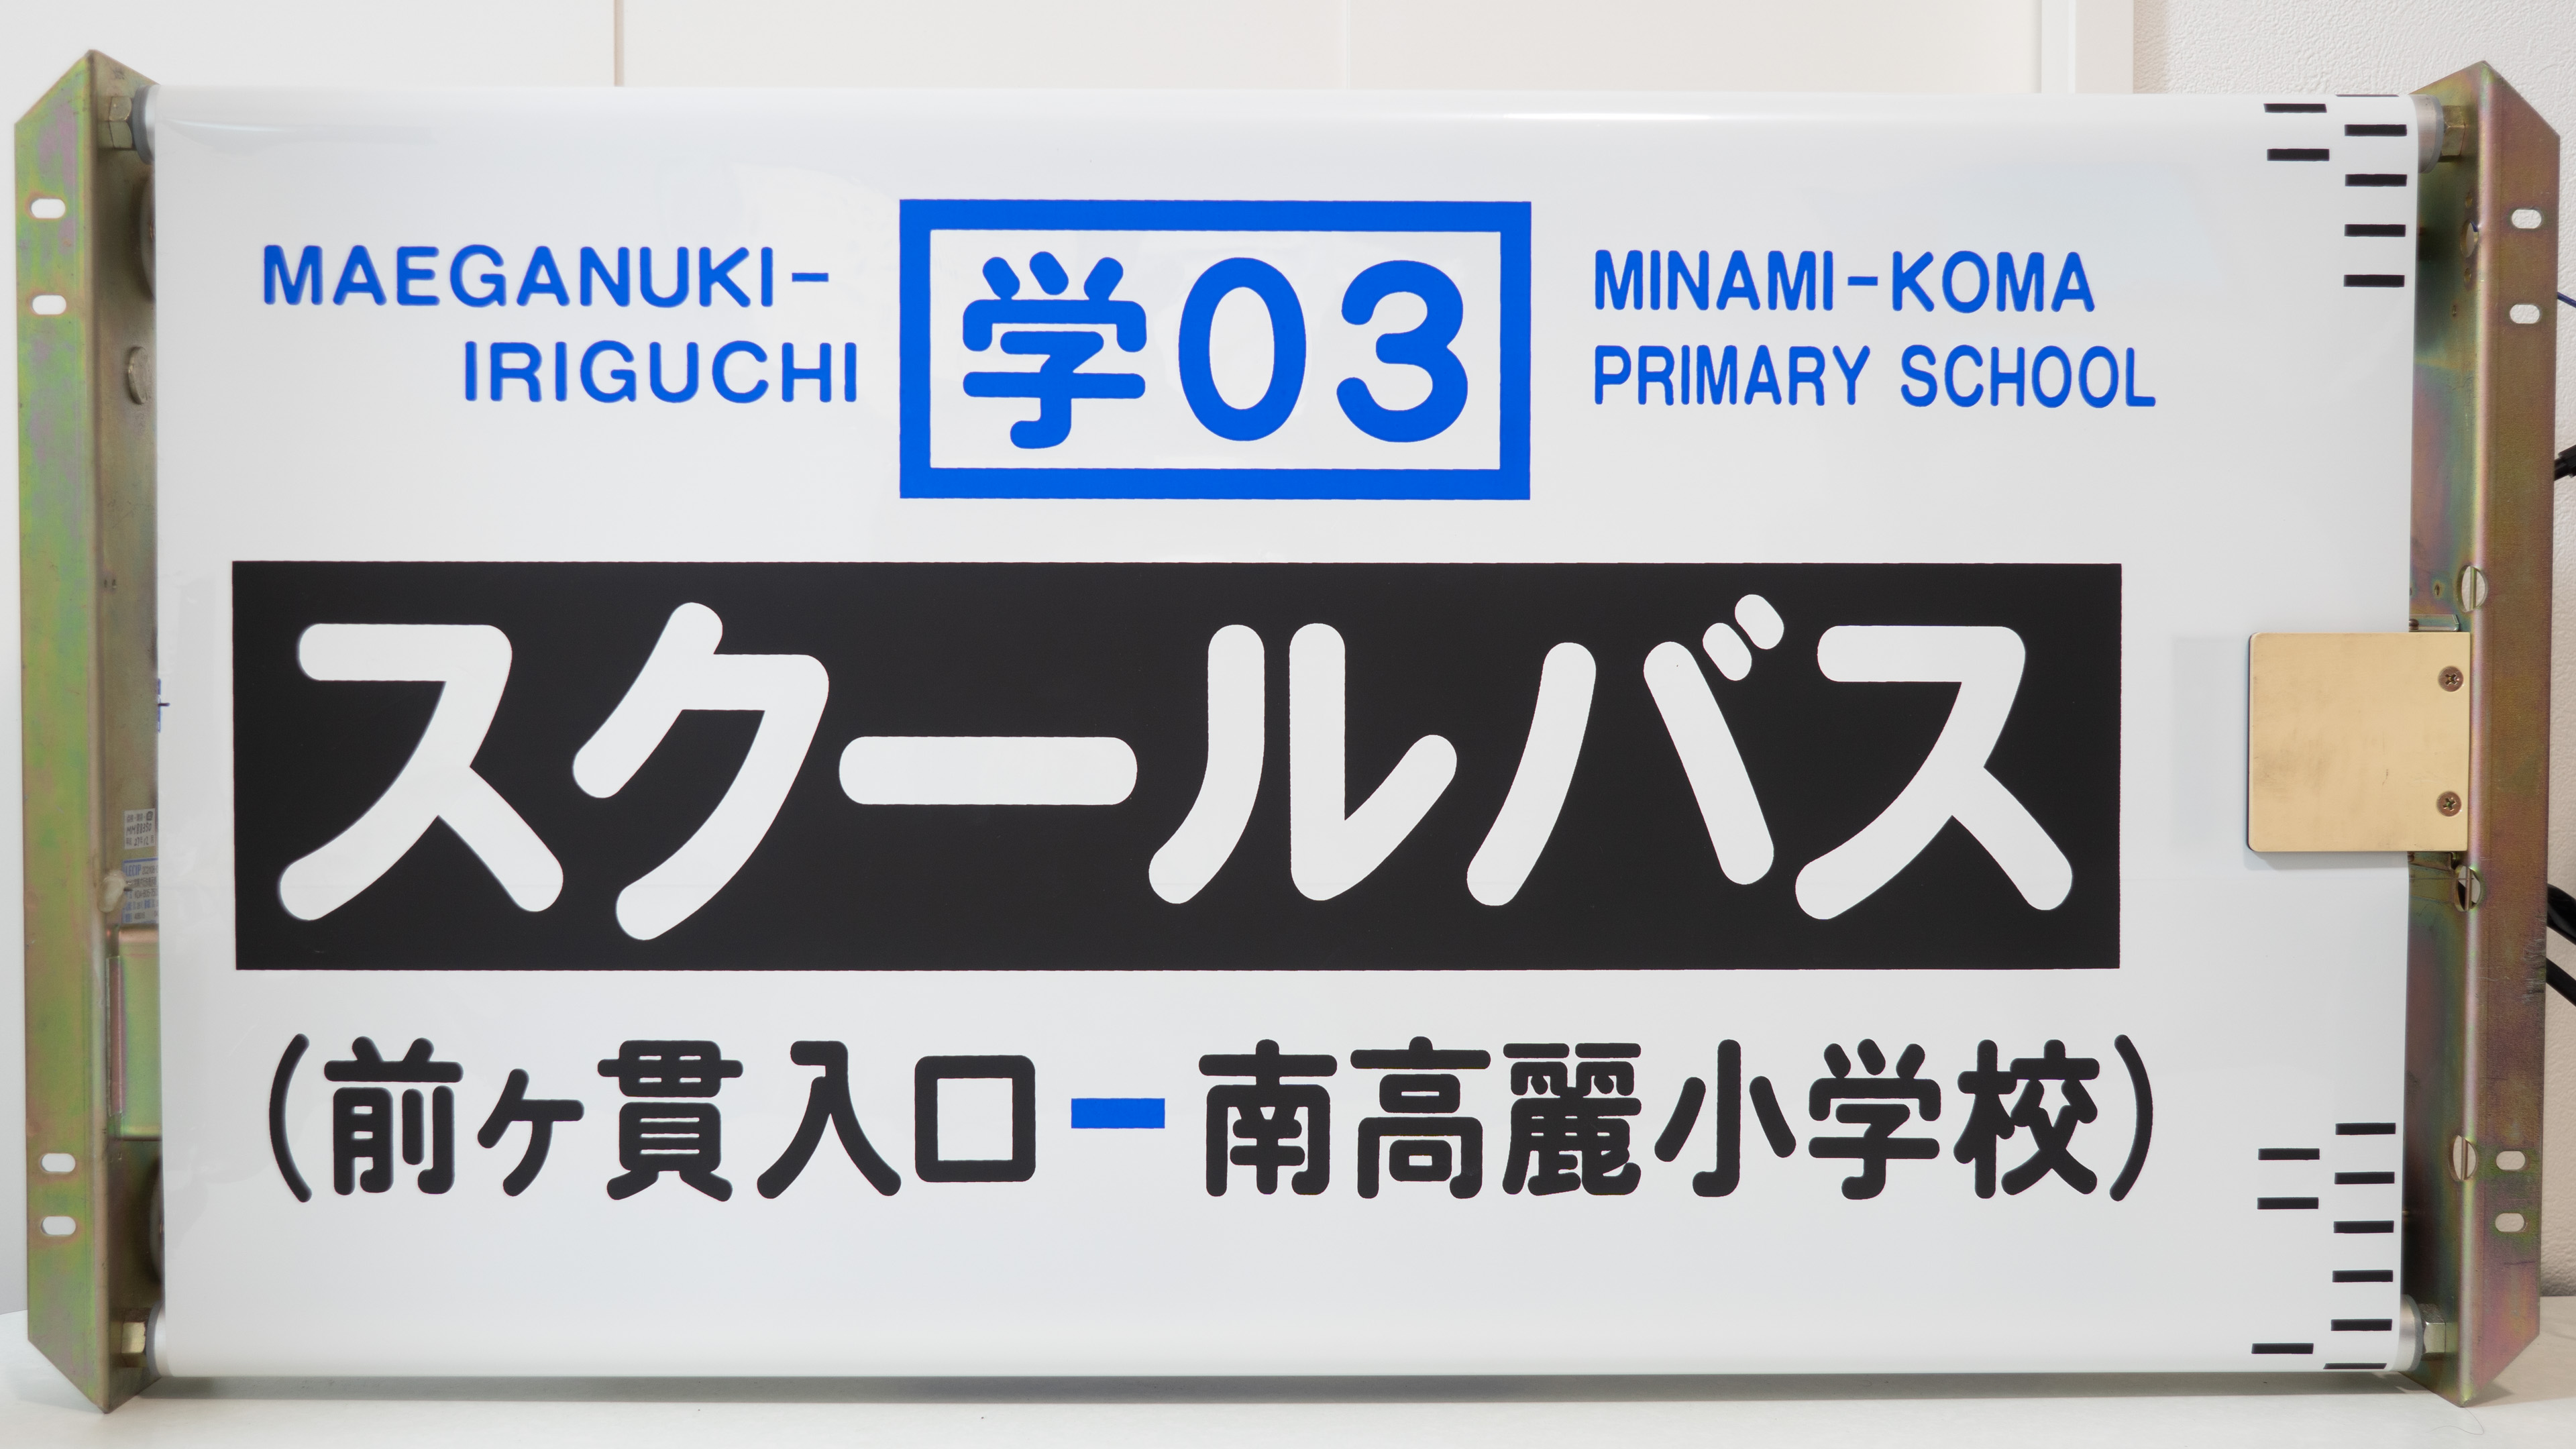 MAEGANUKI-
IRIGUCHI
学03
MINAMI-KOMA
PRIMARY SCHOOL
スクールバス
(前ヶ貫入口ー南高麗小学校)